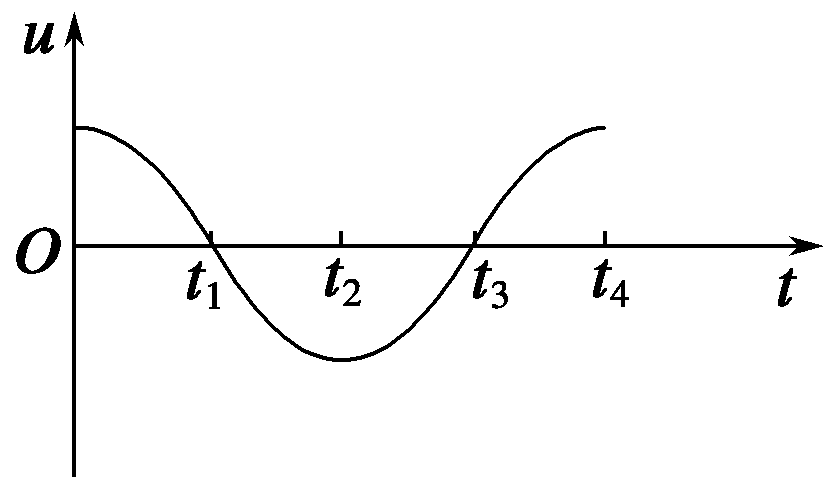 u
O
t₁ t₂ t₃ t₄ t